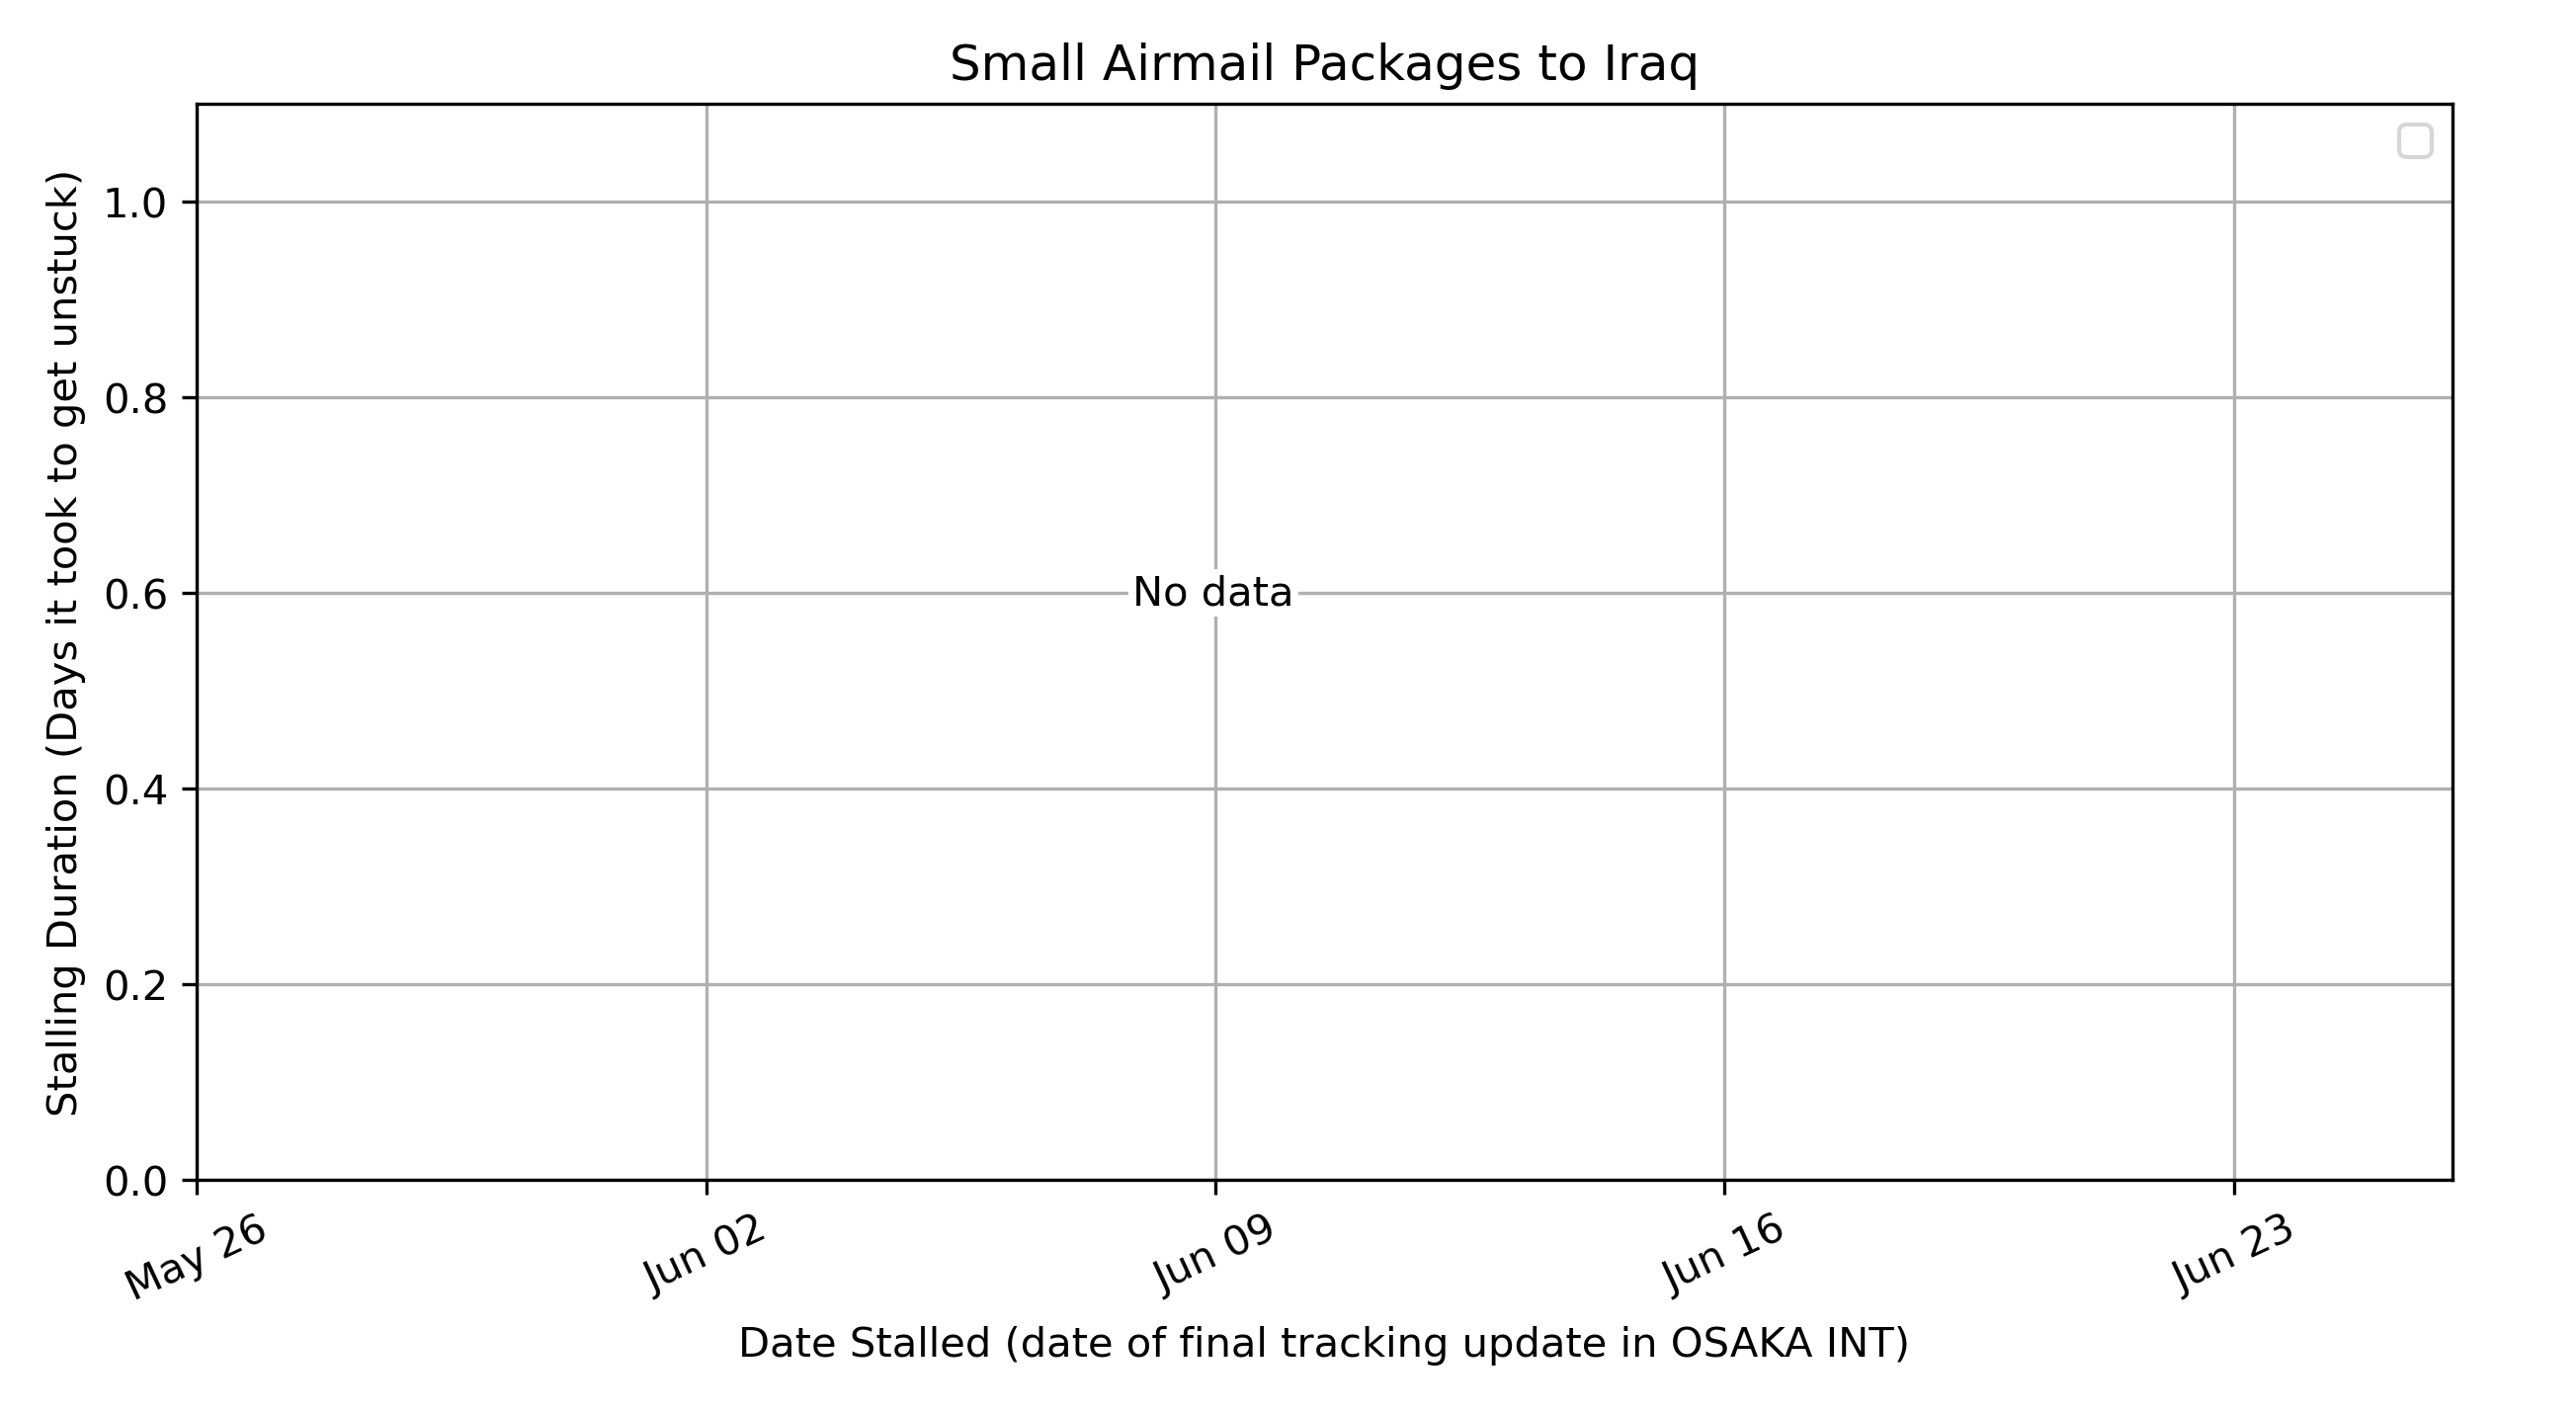 Small Airmail Packages to Iraq
Stalling Duration (Days it took to get unstuck)
1.0
0.8
0.6
0.4
0.2
0.0
No data
May 26
Jun 02
Jun 09
Jun 16
Jun 23
Date Stalled (date of final tracking update in OSAKA INT)